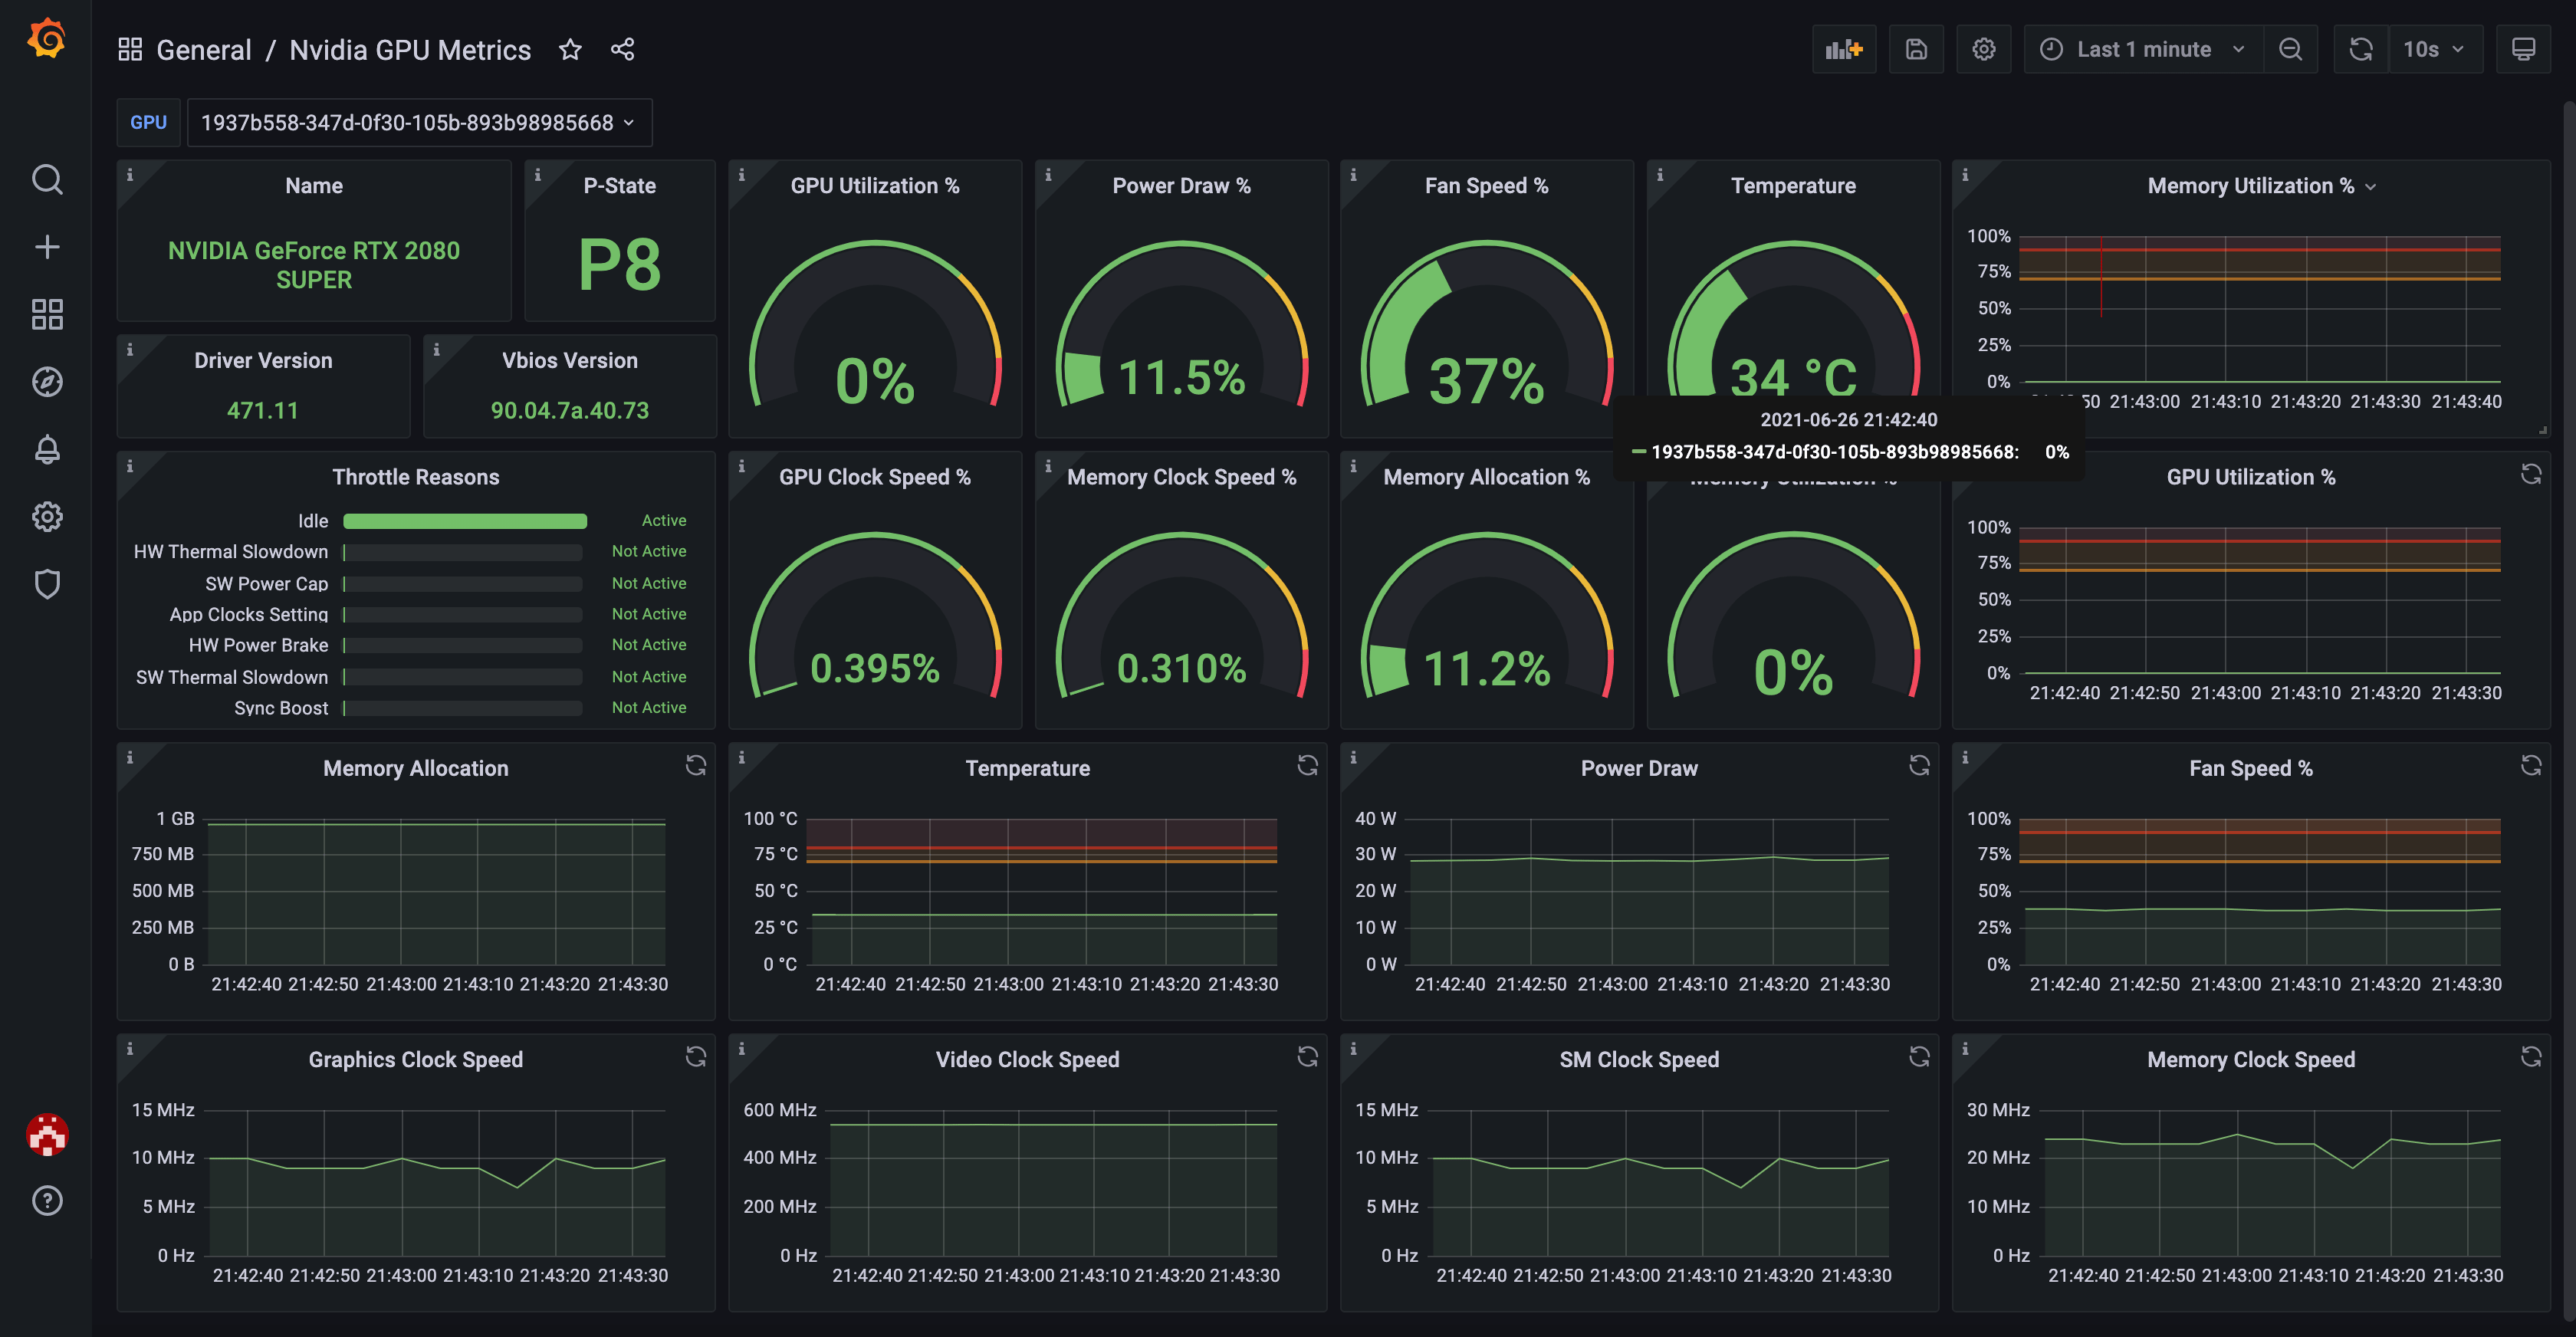 General / Nvidia GPU Metrics
Last 1 minute
10s
GPU
1937b558-347d-0f30-105b-893b98985668
Name
NVIDIA GeForce RTX 2080
SUPER
P-State
P8
GPU Utilization %
0%
Power Draw %
11.5%
Fan Speed %
37%
Temperature
34 °C
Memory Utilization %
100%
75%
50%
25%
0%
50 21:43:00 21:43:10 21:43:20 21:43:30 21:43:40
Driver Version
471.11
Vbios Version
90.04.7a.40.73
2021-06-26 21:42:40
1937b558-347d-0f30-105b-893b98985668: 0%
Throttle Reasons
Idle Active
HW Thermal Slowdown Not Active
SW Power Cap Not Active
App Clocks Setting Not Active
HW Power Brake Not Active
SW Thermal Slowdown Not Active
Sync Boost Not Active
GPU Clock Speed %
0.395%
Memory Clock Speed %
0.310%
Memory Allocation %
11.2%
Memory Utilization %
0%
GPU Utilization %
100%
75%
50%
25%
0%
21:42:40 21:42:50 21:43:00 21:43:10 21:43:20 21:43:30
Memory Allocation
1 GB
750 MB
500 MB
250 MB
0 B
21:42:40 21:42:50 21:43:00 21:43:10 21:43:20 21:43:30
Temperature
100 °C
75 °C
50 °C
25 °C
0 °C
21:42:40 21:42:50 21:43:00 21:43:10 21:43:20 21:43:30
Power Draw
40 W
30 W
20 W
10 W
0 W
21:42:40 21:42:50 21:43:00 21:43:10 21:43:20 21:43:30
Fan Speed %
100%
75%
50%
25%
0%
21:42:40 21:42:50 21:43:00 21:43:10 21:43:20 21:43:30
Graphics Clock Speed
15 MHz
10 MHz
5 MHz
0 Hz
21:42:40 21:42:50 21:43:00 21:43:10 21:43:20 21:43:30
Video Clock Speed
600 MHz
400 MHz
200 MHz
0 Hz
21:42:40 21:42:50 21:43:00 21:43:10 21:43:20 21:43:30
SM Clock Speed
15 MHz
10 MHz
5 MHz
0 Hz
21:42:40 21:42:50 21:43:00 21:43:10 21:43:20 21:43:30
Memory Clock Speed
30 MHz
20 MHz
10 MHz
0 Hz
21:42:40 21:42:50 21:43:00 21:43:10 21:43:20 21:43:30